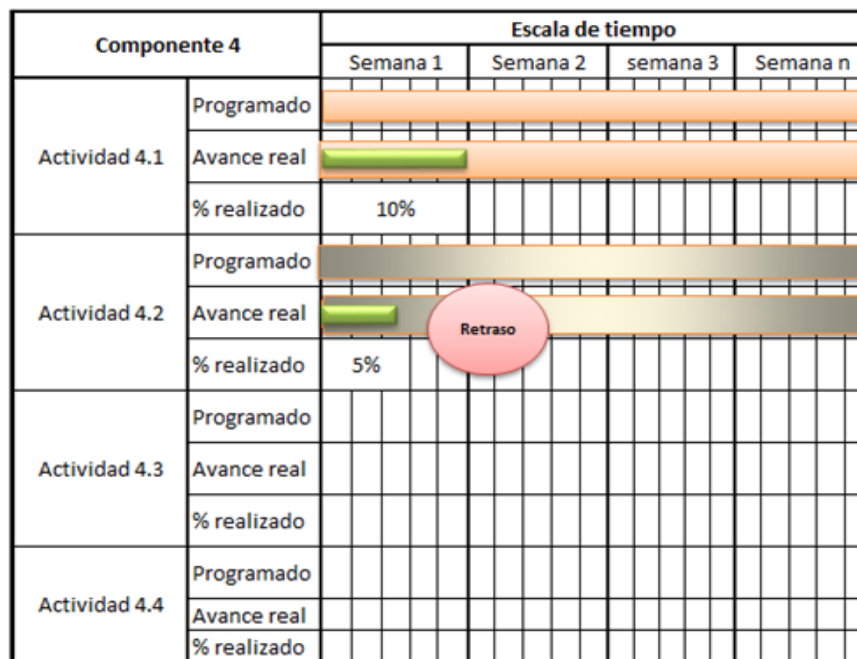 Componente 4
Escala de tiempo
Semana 1
Semana 2
semana 3
Semana n
Actividad 4.1
Programado
Avance real
% realizado
10%
Actividad 4.2
Programado
Avance real
Retraso
% realizado
5%
Actividad 4.3
Programado
Avance real
% realizado
Actividad 4.4
Programado
Avance real
% realizado